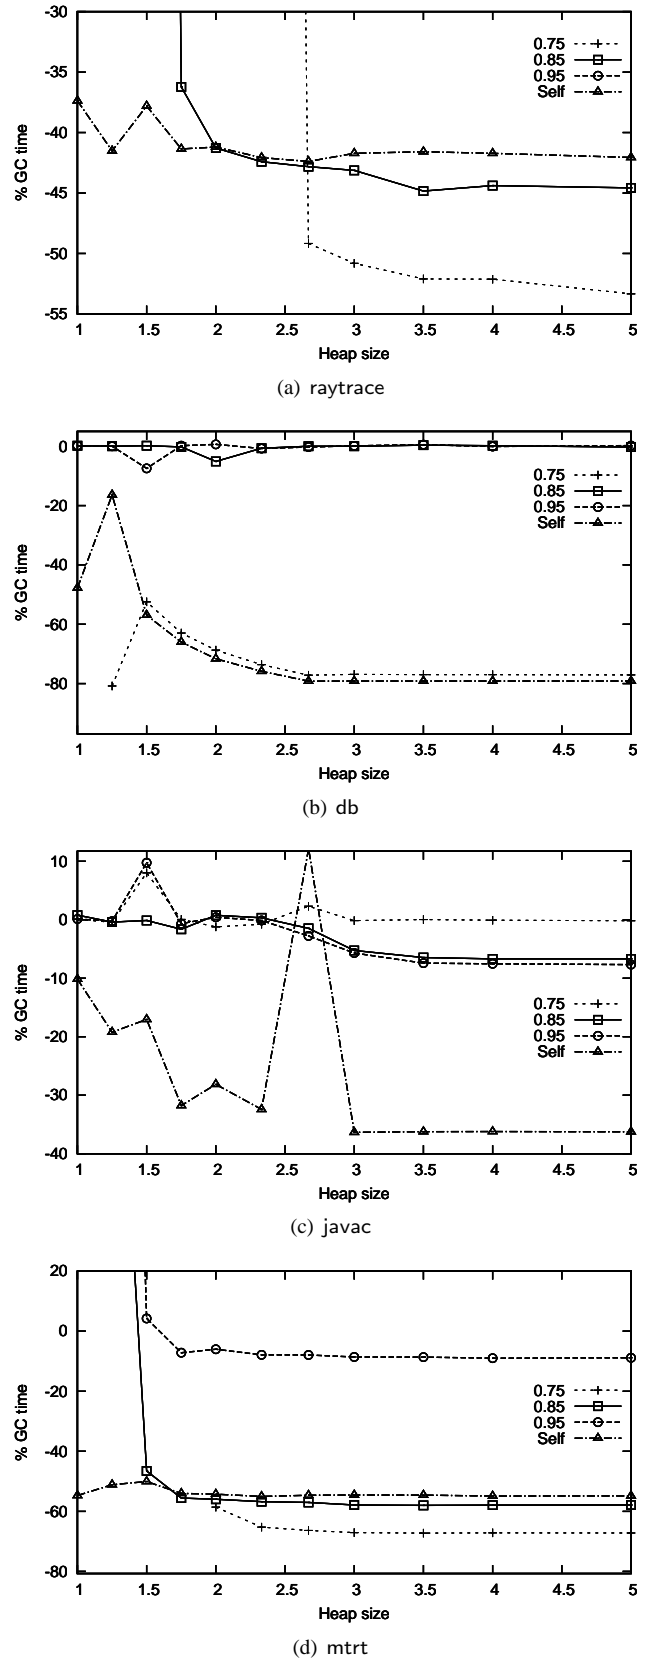 -30
-35
-40
-45
-50
-55
% GC time
0.75
0.85
0.95
Self
1 1.5 2 2.5 3 3.5 4 4.5 5
Heap size
(a) raytrace
0
-20
-40
-60
-80
% GC time
0.75
0.85
0.95
Self
1 1.5 2 2.5 3 3.5 4 4.5 5
Heap size
(b) db
10
0
-10
-20
-30
-40
% GC time
0.75
0.85
0.95
Self
1 1.5 2 2.5 3 3.5 4 4.5 5
Heap size
(c) javac
20
0
-20
-40
-60
-80
% GC time
0.75
0.85
0.95
Self
1 1.5 2 2.5 3 3.5 4 4.5 5
Heap size
(d) mtrt